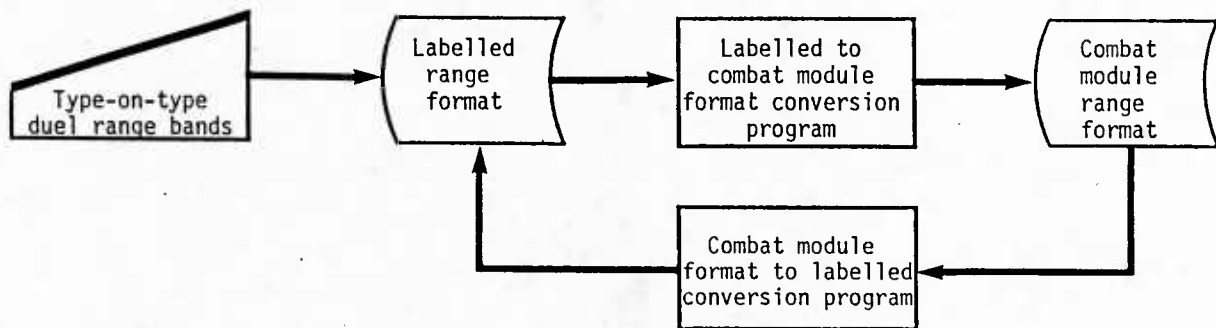 Type-on-type
duel range bands
Labelled
range
format
Labelled to
combat module
format conversion
program
Combat
module
range
format
Combat module
format to labelled
conversion program